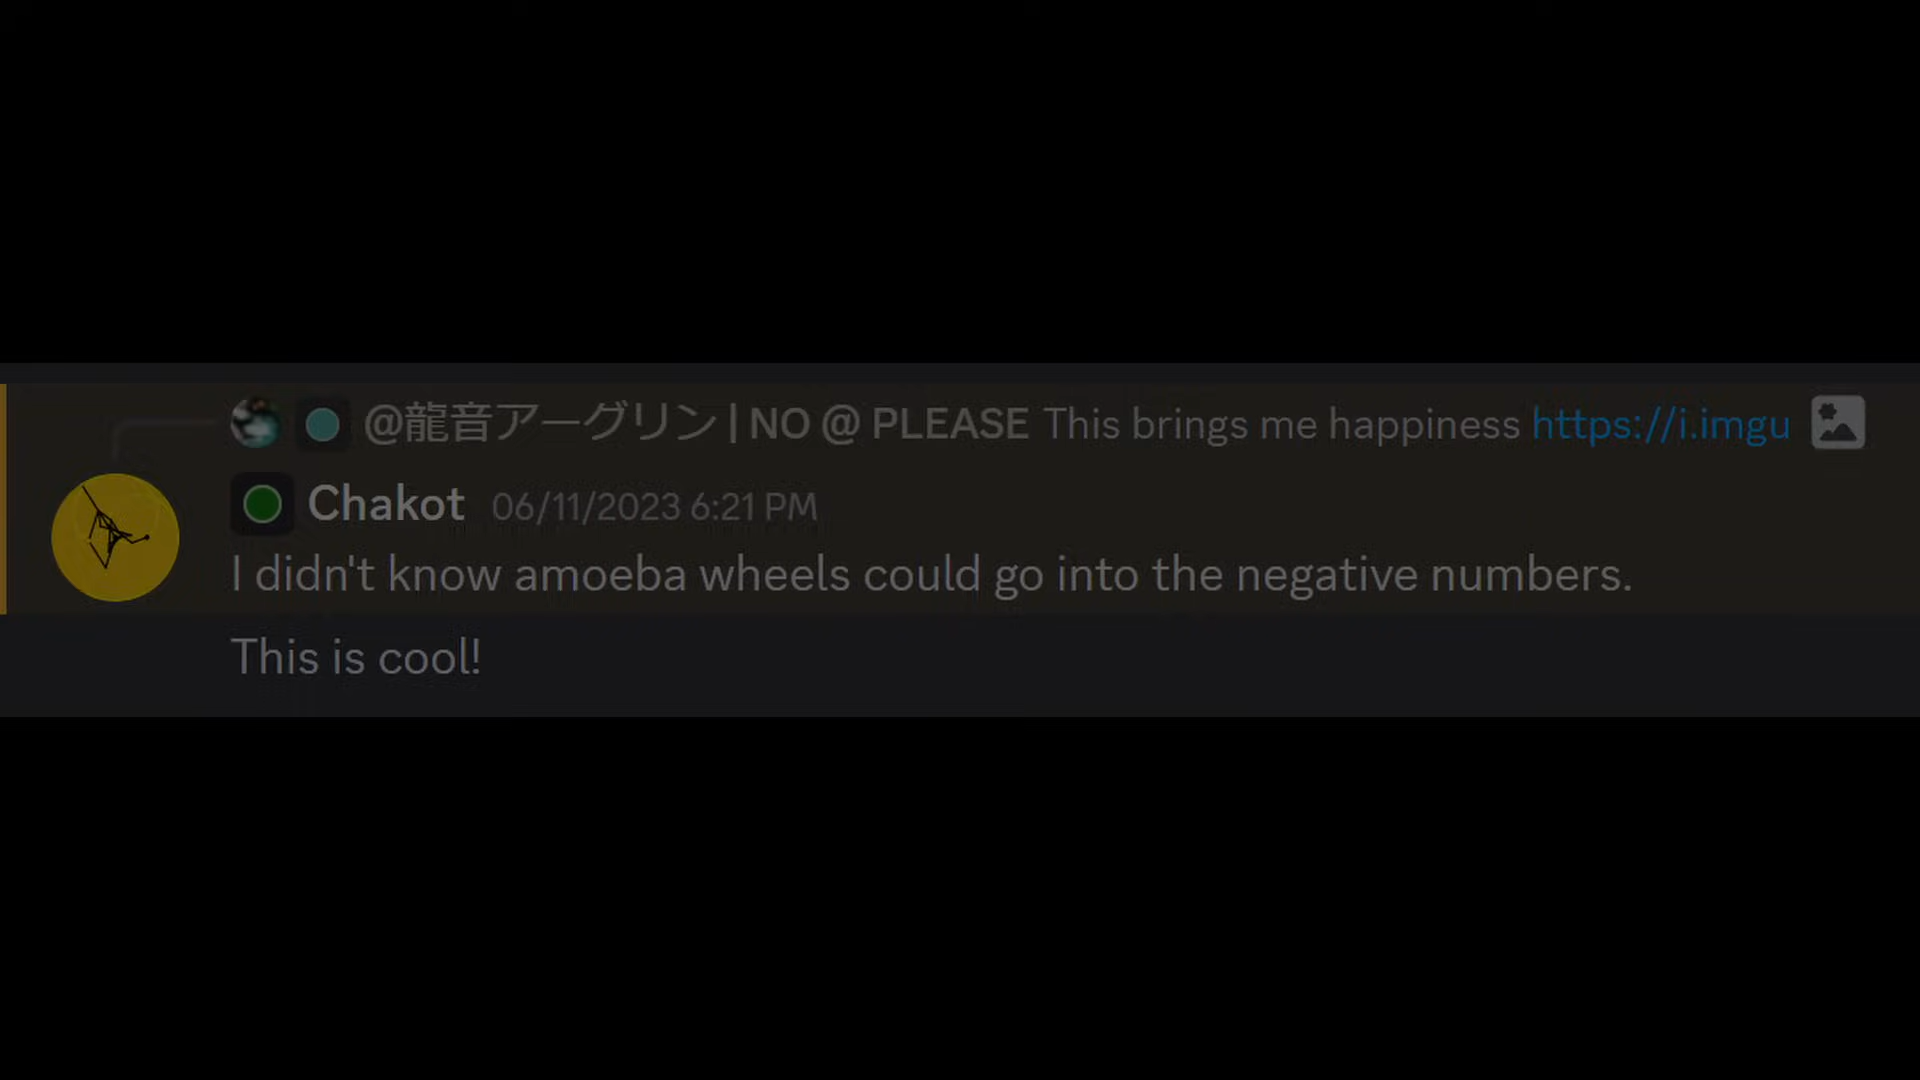 @龍音アーグリン | NO @ PLEASE This brings me happiness https://i.imgu
Chakot 06/11/2023 6:21 PM
I didn't know amoeba wheels could go into the negative numbers.
This is cool!